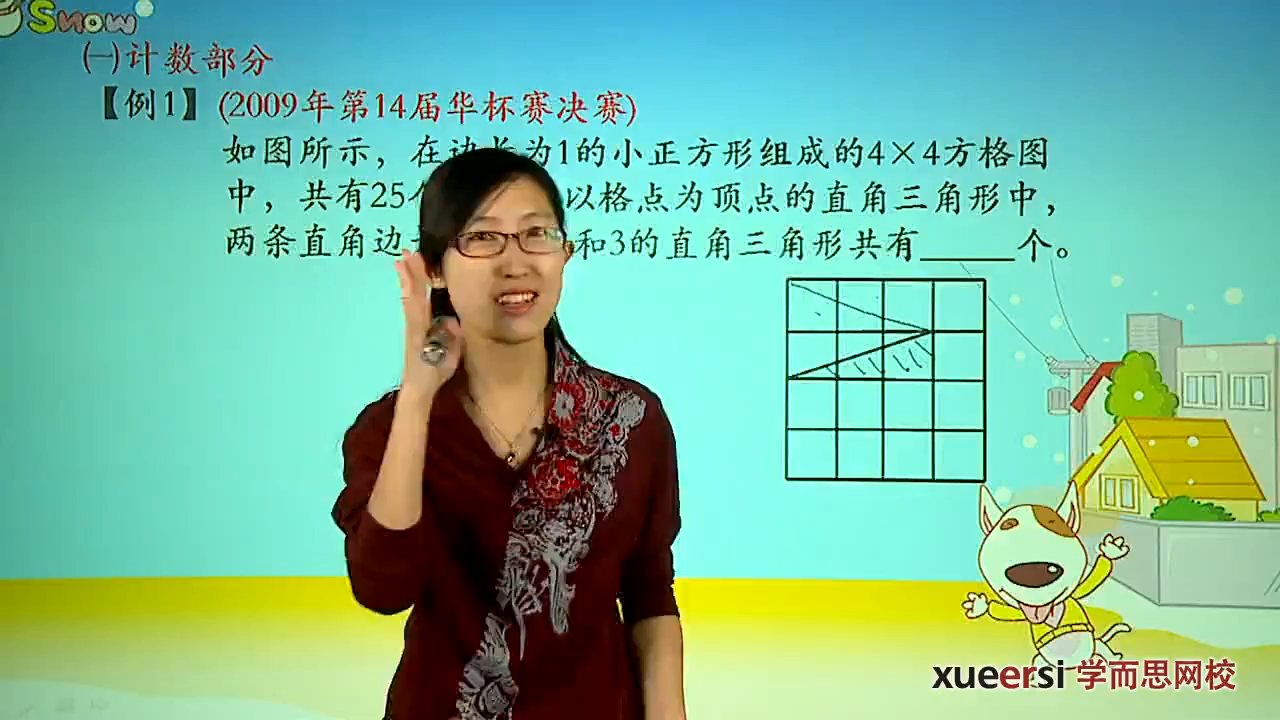 Snow
(一)计数部分
【例1】(2009年第14届华杯赛决赛)
如图所示，在边长为1的小正方形组成的4×4方格图
中，共有25个 以格点为顶点的直角三角形中，
两条直角边 和3的直角三角形共有_____个。
xueersi 学而思网校